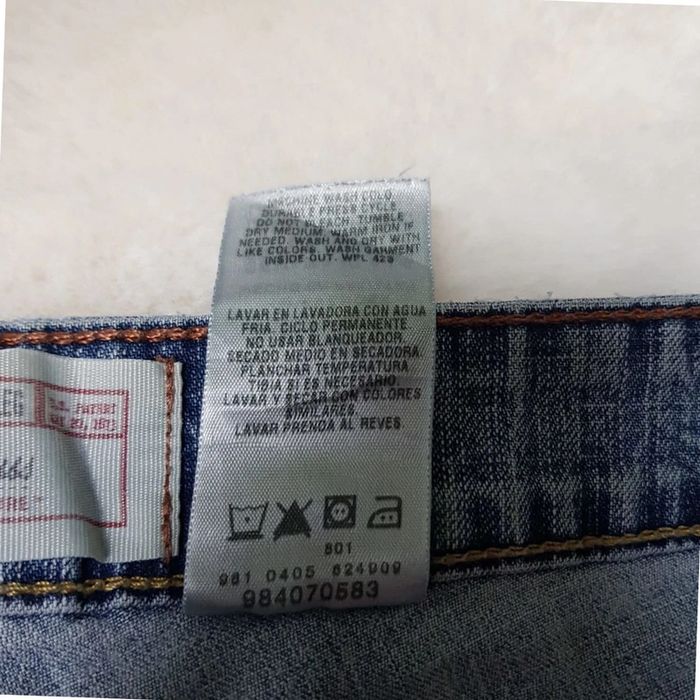 MACHINE WASH COLD,
DURABLE PRESS CYCLE
DO NOT BLEACH. TUMBLE
DRY MEDIUM. WARM IRON IF
NEEDED. WASH AND DRY WITH
LIKE COLORS. WASH GARMENT
INSIDE OUT. WPL 423
LAVAR EN LAVADORA CON AGUA
FRIA. CICLO PERMANENTE
NO USAR BLANQUEADOR.
SECADO MEDIO EN SECADORA.
PLANCHAR TEMPERATURA
TIBIA SI ES NECESARIO.
LAVAR Y SECAR CON COLORES
SIMILARES.
LAVAR PRENDA AL REVES.
801
981 0405 824909
984070583